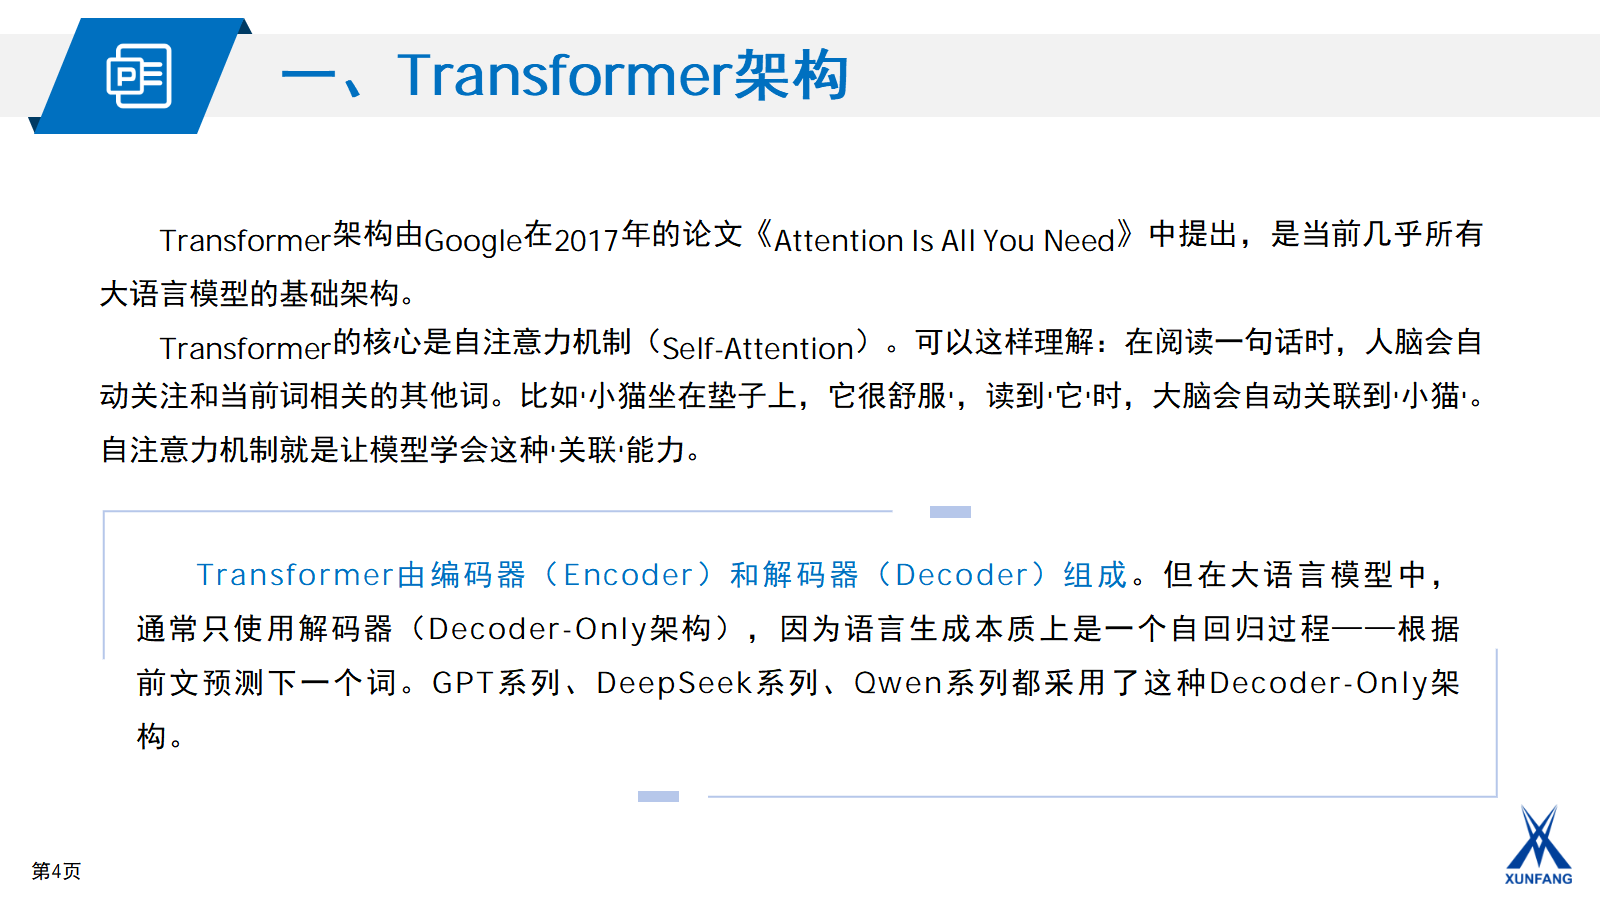 一、Transformer架构
Transformer架构由Google在2017年的论文《Attention Is All You Need》中提出，是当前几乎所有
大语言模型的基础架构。
Transformer的核心是自注意力机制（Self-Attention）。可以这样理解：在阅读一句话时，人脑会自
动关注和当前词相关的其他词。比如'小猫坐在垫子上，它很舒服'，读到'它'时，大脑会自动关联到'小猫'。
自注意力机制就是让模型学会这种'关联'能力。
Transformer由编码器（Encoder）和解码器（Decoder）组成。但在大语言模型中，
通常只使用解码器（Decoder-Only架构），因为语言生成本质上是一个自回归过程——根据
前文预测下一个词。GPT系列、DeepSeek系列、Qwen系列都采用了这种Decoder-Only架
构。
第4页
XUNFANG